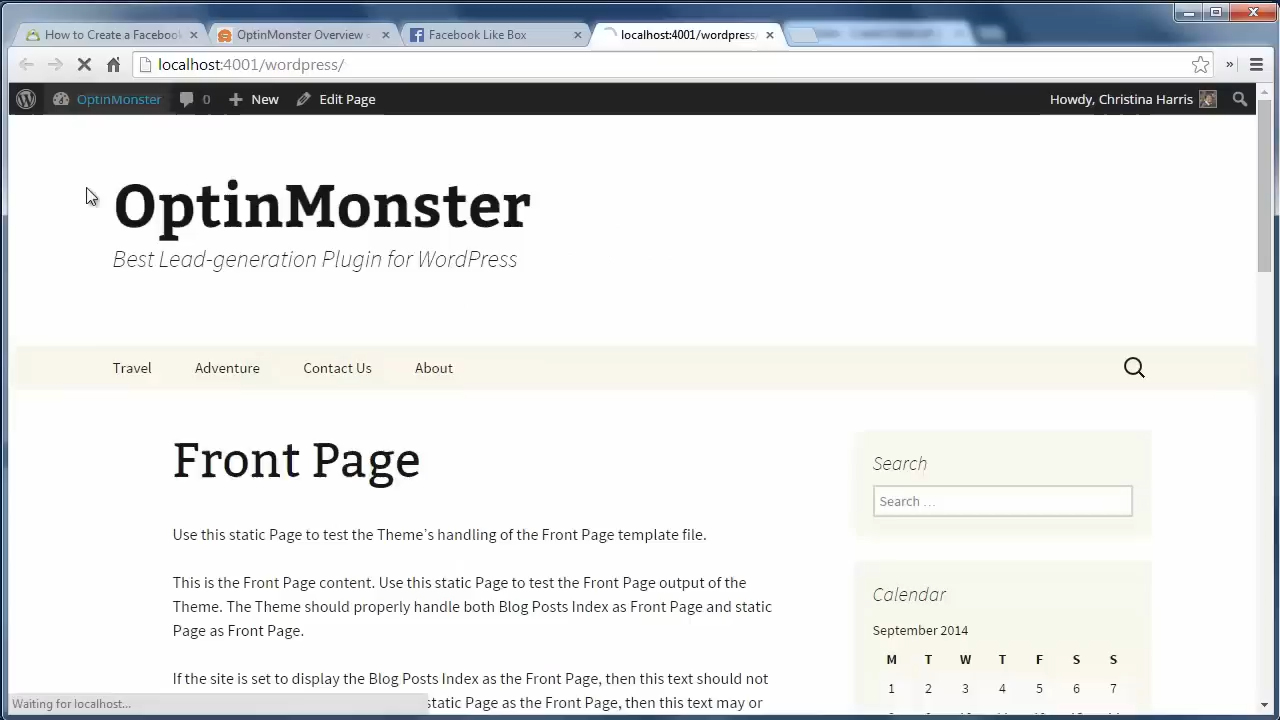 How to Create a Facebook
OptinMonster Overview
Facebook Like Box
localhost:4001/wordpress
localhost:4001/wordpress/
»
OptinMonster
0
New
Edit Page
Howdy, Christina Harris
OptinMonster
Best Lead-generation Plugin for WordPress
Travel
Adventure
Contact Us
About
Front Page
Use this static Page to test the Theme's handling of the Front Page template file.
This is the Front Page content. Use this static Page to test the Front Page output of the
Theme. The Theme should properly handle both Blog Posts Index as Front Page and static
Page as Front Page.
If the site is set to display the Blog Posts Index as the Front Page, then this text should not
static Page as the Front Page, then this text may or
Search
Search …
Calendar
September 2014
M T W T F S S
1 2 3 4 5 6 7
Waiting for localhost...